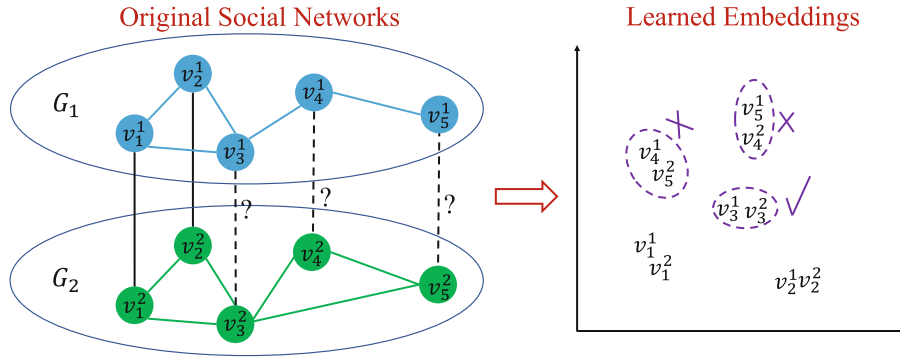 Original Social Networks
Learned Embeddings
G₁
v₁¹
v₂¹
v₃¹
v₄¹
v₅¹
?
?
?
G₂
v₁²
v₂²
v₃²
v₄²
v₅²
v₅¹
v₄²
v₄¹
v₅²
v₃¹ v₃²
v₁¹
v₁²
v₂¹v₂²